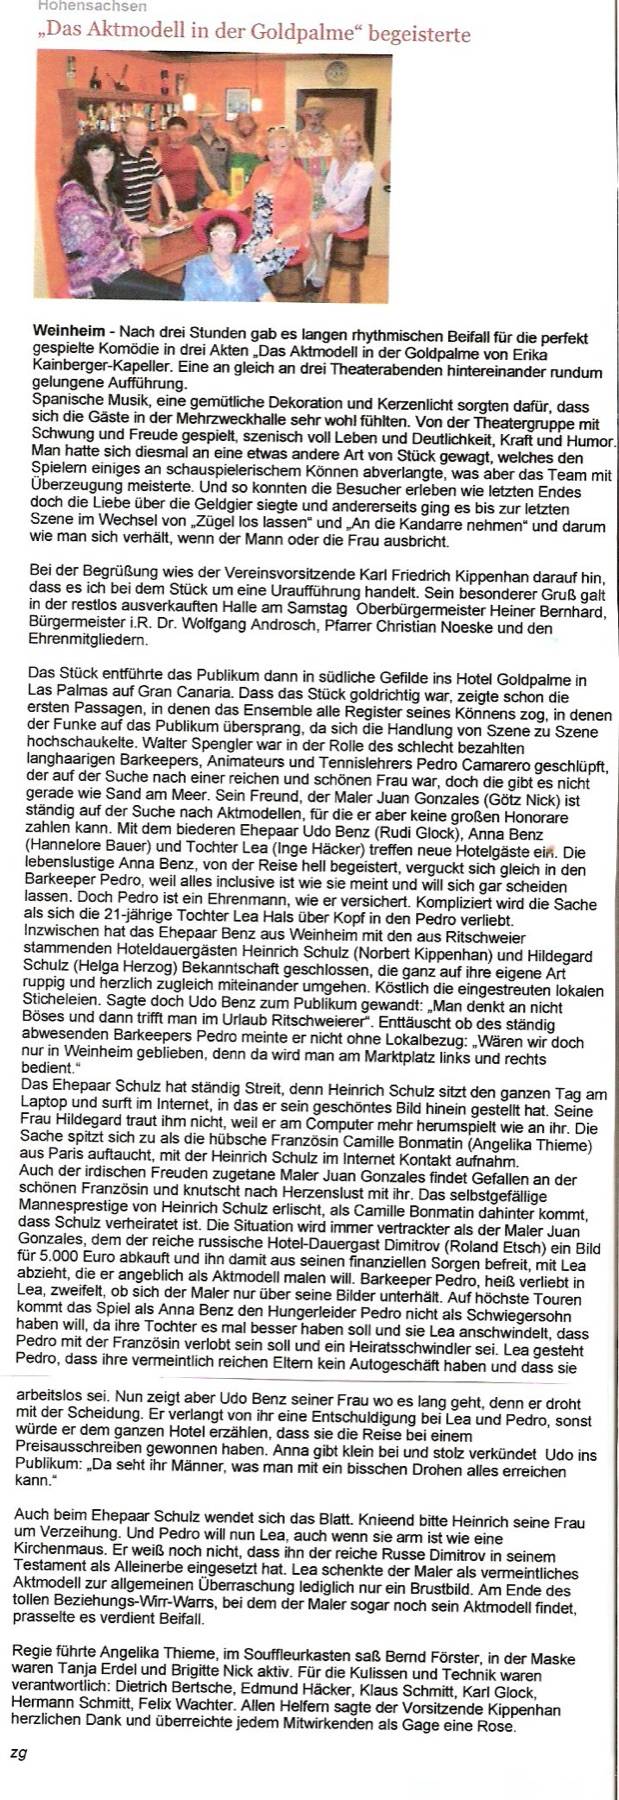 Hohensachsen
„Das Aktmodell in der Goldpalme“ begeisterte
Weinheim - Nach drei Stunden gab es langen rhythmischen Beifall für die perfekt
gespielte Komödie in drei Akten „Das Aktmodell in der Goldpalme von Erika
Kainberger-Kapeller. Eine an gleich an drei Theaterabenden hintereinander rundum
gelungene Aufführung.
Spanische Musik, eine gemütliche Dekoration und Kerzenlicht sorgten dafür, dass
sich die Gäste in der Mehrzweckhalle sehr wohl fühlten. Von der Theatergruppe mit
Schwung und Freude gespielt, szenisch voll Leben und Deutlichkeit, Kraft und Humor.
Man hatte sich diesmal an eine etwas andere Art von Stück gewagt, welches den
Spielern einiges an schauspielerischem Können abverlangte, was aber das Team mit
Überzeugung meisterte. Und so konnten die Besucher erleben wie letzten Endes
doch die Liebe über die Geldgier siegte und andererseits ging es bis zur letzten
Szene im Wechsel von „Zügel los lassen“ und „An die Kandarre nehmen“ und darum
wie man sich verhält, wenn der Mann oder die Frau ausbricht.
Bei der Begrüßung wies der Vereinsvorsitzende Karl Friedrich Kippenhan darauf hin,
dass es ich bei dem Stück um eine Uraufführung handelt. Sein besonderer Gruß galt
in der restlos ausverkauften Halle am Samstag Oberbürgermeister Heiner Bernhard,
Bürgermeister i.R. Dr. Wolfgang Androsch, Pfarrer Christian Noeske und den
Ehrenmitgliedern.
Das Stück entführte das Publikum dann in südliche Gefilde ins Hotel Goldpalme in
Las Palmas auf Gran Canaria. Dass das Stück goldrichtig war, zeigte schon die
ersten Passagen, in denen das Ensemble alle Register seines Könnens zog, in denen
der Funke auf das Publikum übersprang, da sich die Handlung von Szene zu Szene
hochschaukelte. Walter Spengler war in der Rolle des schlecht bezahlten
langhaarigen Barkeepers, Animateurs und Tennislehrers Pedro Camarero geschlüpft,
der auf der Suche nach einer reichen und schönen Frau war, doch die gibt es nicht
gerade wie Sand am Meer. Sein Freund, der Maler Juan Gonzales (Götz Nick) ist
ständig auf der Suche nach Aktmodellen, für die er aber keine großen Honorare
zahlen kann. Mit dem biederen Ehepaar Udo Benz (Rudi Glock), Anna Benz
(Hannelore Bauer) und Tochter Lea (Inge Häcker) treffen neue Hotelgäste ein. Die
lebenslustige Anna Benz, von der Reise hell begeistert, verguckt sich gleich in den
Barkeeper Pedro, weil alles inclusive ist wie sie meint und will sich gar scheiden
lassen. Doch Pedro ist ein Ehrenmann, wie er versichert. Kompliziert wird die Sache
als sich die 21-jährige Tochter Lea Hals über Kopf in den Pedro verliebt.
Inzwischen hat das Ehepaar Benz aus Weinheim mit den aus Ritschweier
stammenden Hoteldauergästen Heinrich Schulz (Norbert Kippenhan) und Hildegard
Schulz (Helga Herzog) Bekanntschaft geschlossen, die ganz auf ihre eigene Art
ruppig und herzlich zugleich miteinander umgehen. Köstlich die eingestreuten lokalen
Sticheleien. Sagte doch Udo Benz zum Publikum gewandt: „Man denkt an nicht
Böses und dann trifft man im Urlaub Ritschweierer“. Enttäuscht ob des ständig
abwesenden Barkeepers Pedro meinte er nicht ohne Lokalbezug: „Wären wir doch
nur in Weinheim geblieben, denn da wird man am Marktplatz links und rechts
bedient.“
Das Ehepaar Schulz hat ständig Streit, denn Heinrich Schulz sitzt den ganzen Tag am
Laptop und surft im Internet, in das er sein geschöntes Bild hinein gestellt hat. Seine
Frau Hildegard traut ihm nicht, weil er am Computer mehr herumspielt wie an ihr. Die
Sache spitzt sich zu als die hübsche Französin Camille Bonmatin (Angelika Thieme)
aus Paris auftaucht, mit der Heinrich Schulz im Internet Kontakt aufnahm.
Auch der irdischen Freuden zugetane Maler Juan Gonzales findet Gefallen an der
schönen Französin und knutscht nach Herzenslust mit ihr. Das selbstgefällige
Mannesprestige von Heinrich Schulz erlischt, als Camille Bonmatin dahinter kommt,
dass Schulz verheiratet ist. Die Situation wird immer vertrackter als der Maler Juan
Gonzales, dem der reiche russische Hotel-Dauergast Dimitrov (Roland Etsch) ein Bild
für 5.000 Euro abkauft und ihn damit aus seinen finanziellen Sorgen befreit, mit Lea
abzieht, die er angeblich als Aktmodell malen will. Barkeeper Pedro, heiß verliebt in
Lea, zweifelt, ob sich der Maler nur über seine Bilder unterhält. Auf höchste Touren
kommt das Spiel als Anna Benz den Hungerleider Pedro nicht als Schwiegersohn
haben will, da ihre Tochter es mal besser haben soll und sie Lea anschwindelt, dass
Pedro mit der Französin verlobt sein soll und ein Heiratsschwindler sei. Lea gesteht
Pedro, dass ihre vermeintlich reichen Eltern kein Autogeschäft haben und dass sie
arbeitslos sei. Nun zeigt aber Udo Benz seiner Frau wo es lang geht, denn er droht
mit der Scheidung. Er verlangt von ihr eine Entschuldigung bei Lea und Pedro, sonst
würde er dem ganzen Hotel erzählen, dass sie die Reise bei einem
Preisausschreiben gewonnen haben. Anna gibt klein bei und stolz verkündet Udo ins
Publikum: „Da seht ihr Männer, was man mit ein bisschen Drohen alles erreichen
kann.“
Auch beim Ehepaar Schulz wendet sich das Blatt. Knieend bitte Heinrich seine Frau
um Verzeihung. Und Pedro will nun Lea, auch wenn sie arm ist wie eine
Kirchenmaus. Er weiß noch nicht, dass ihn der reiche Russe Dimitrov in seinem
Testament als Alleinerbe eingesetzt hat. Lea schenkte der Maler als vermeintliches
Aktmodell zur allgemeinen Überraschung lediglich nur ein Brustbild. Am Ende des
tollen Beziehungs-Wirr-Warrs, bei dem der Maler sogar noch sein Aktmodell findet,
prasselte es verdient Beifall.
Regie führte Angelika Thieme, im Souffleurkasten saß Bernd Förster, in der Maske
waren Tanja Erdel und Brigitte Nick aktiv. Für die Kulissen und Technik waren
verantwortlich: Dietrich Bertsche, Edmund Häcker, Klaus Schmitt, Karl Glock,
Hermann Schmitt, Felix Wachter. Allen Helfern sagte der Vorsitzende Kippenhan
herzlichen Dank und überreichte jedem Mitwirkenden als Gage eine Rose.
zg